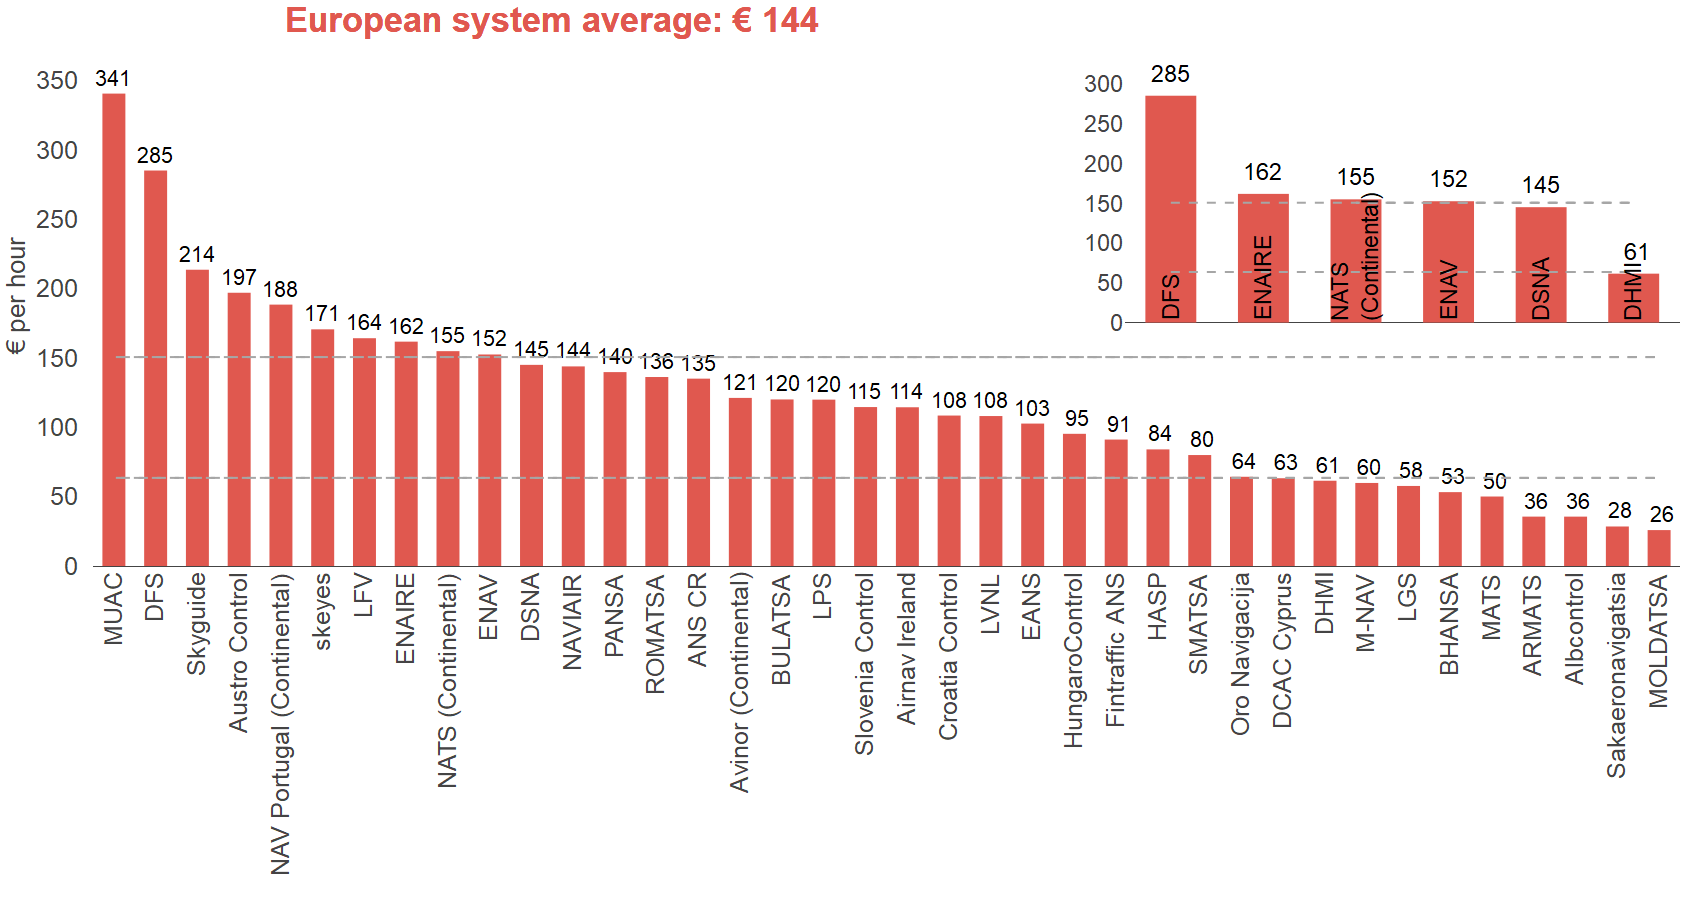 European system average: € 144
€ per hour
350
300
250
200
150
100
50
0
341
285
214
197
188
171
164
162
155
152
145
144
140
136
135
121
120
120
115
114
108
108
103
95
91
84
80
64
63
61
60
58
53
50
36
36
28
26
MUAC
DFS
Skyguide
Austro Control
NAV Portugal (Continental)
skeyes
LFV
ENAIRE
NATS (Continental)
ENAV
DSNA
NAVIAIR
PANSA
ROMATSA
ANS CR
Avinor (Continental)
BULATSA
LPS
Slovenia Control
Airnav Ireland
Croatia Control
LVNL
EANS
HungaroControl
Fintraffic ANS
HASP
SMATSA
Oro Navigacija
DCAC Cyprus
DHMI
M-NAV
LGS
BHANSA
MATS
ARMATS
Albcontrol
Sakaeronavigatsia
MOLDATSA
300
250
200
150
100
50
0
285
162
155
152
145
61
DFS
ENAIRE
NATS
(Continental)
ENAV
DSNA
DHMI